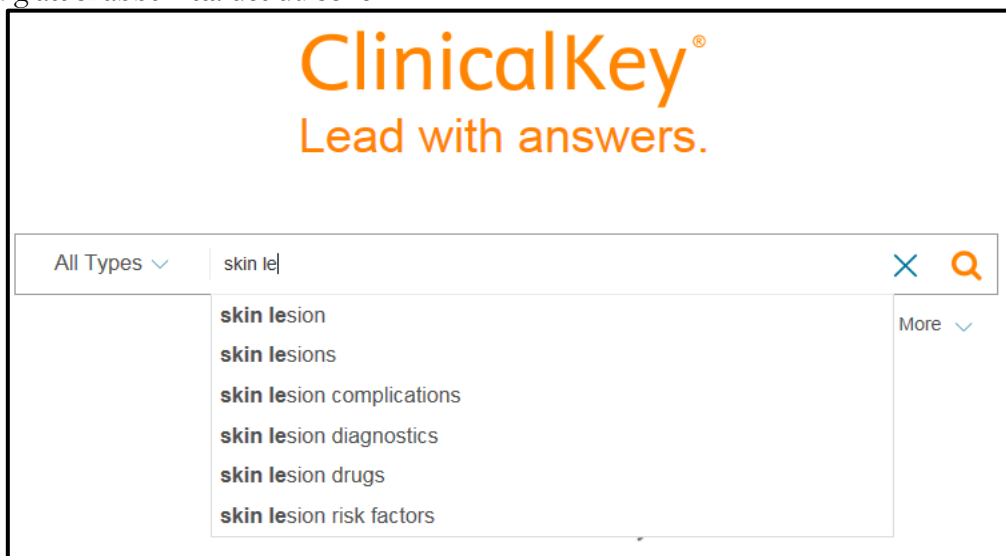 ClinicalKey®
Lead with answers.
All Types
skin le
skin lesion
More
skin lesions
skin lesion complications
skin lesion diagnostics
skin lesion drugs
skin lesion risk factors